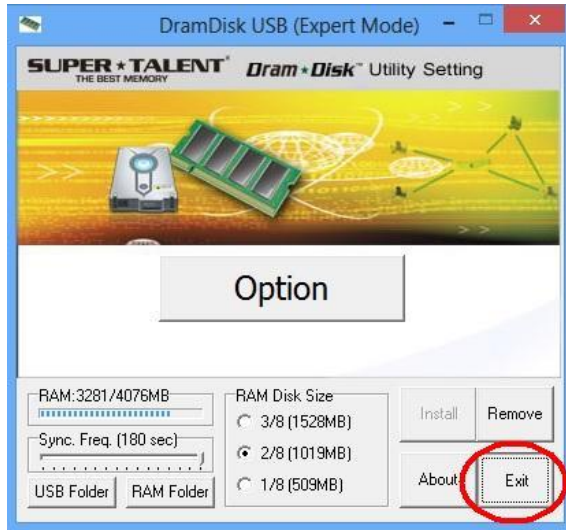 DramDisk USB (Expert Mode)
SUPER★TALENT
THE BEST MEMORY
Dram★Disk™ Utility Setting
Option
RAM:3281/4076MB
Sync. Freq. (180 sec)
USB Folder
RAM Folder
RAM Disk Size
3/8 (1528MB)
2/8 (1019MB)
1/8 (509MB)
Install
Remove
About
Exit